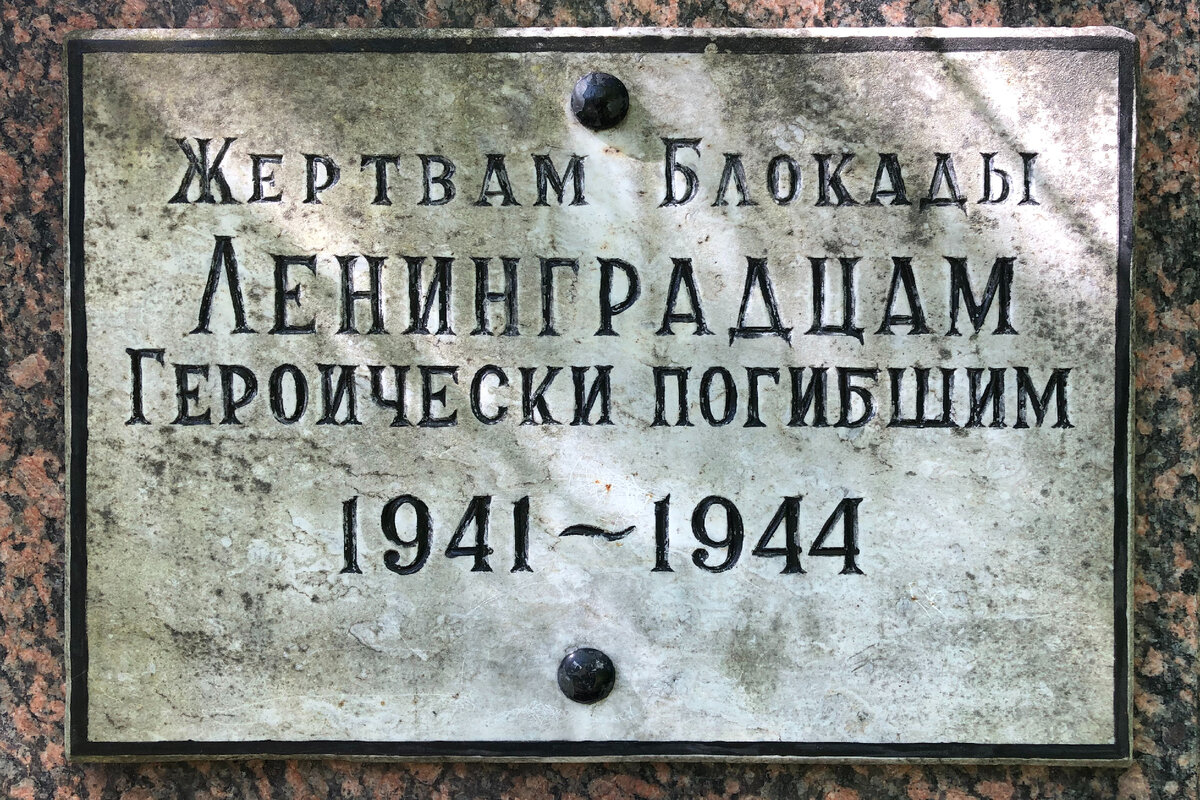 Жертвам Блокады
Ленинградцам
Героически погибшим
1941~1944